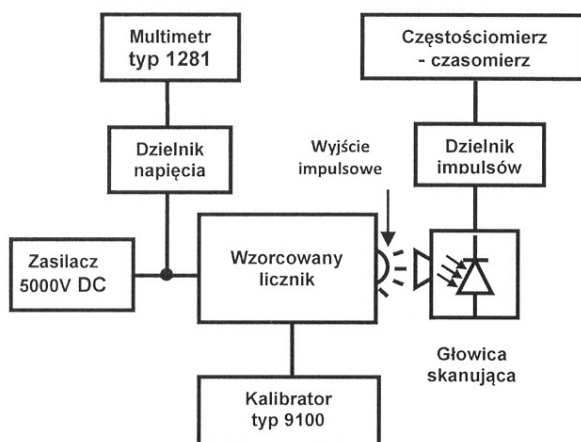 Multimetr
typ 1281
Częstościomierz
- czasomierz
Dzielnik
napięcia
Wyjście
impulsowe
Dzielnik
impulsów
Zasilacz
5000V DC
Wzorcowany
licznik
Głowica
skanująca
Kalibrator
typ 9100